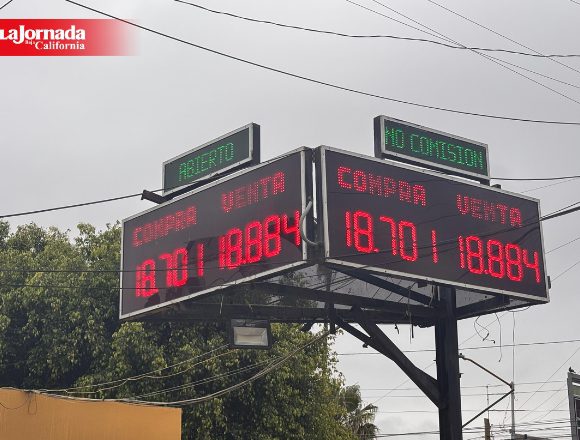 LaJornada
Baja California
ABIERTO
NO COMISION
COMPRA VENTA
18.701 18.884
COMPRA VENTA
18.701 18.884